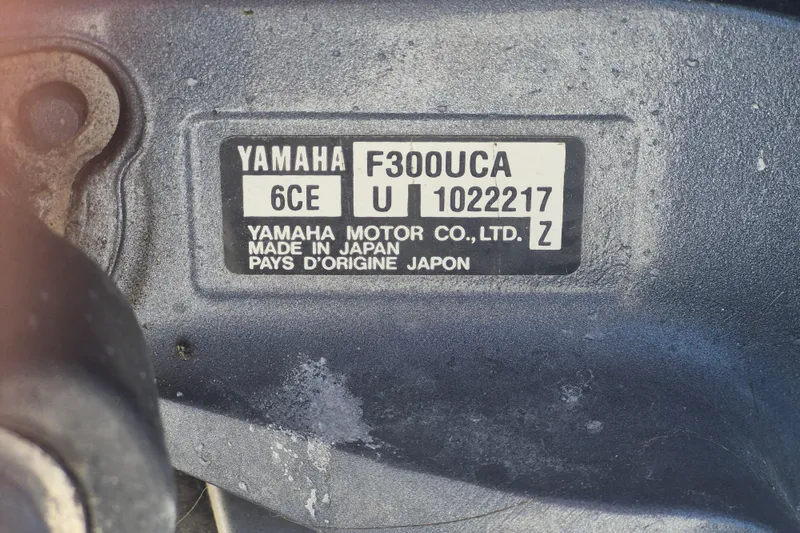 YAMAHA F300UCA
6CE U 1022217
YAMAHA MOTOR CO.,LTD. Z
MADE IN JAPAN
PAYS D'ORIGINE JAPON